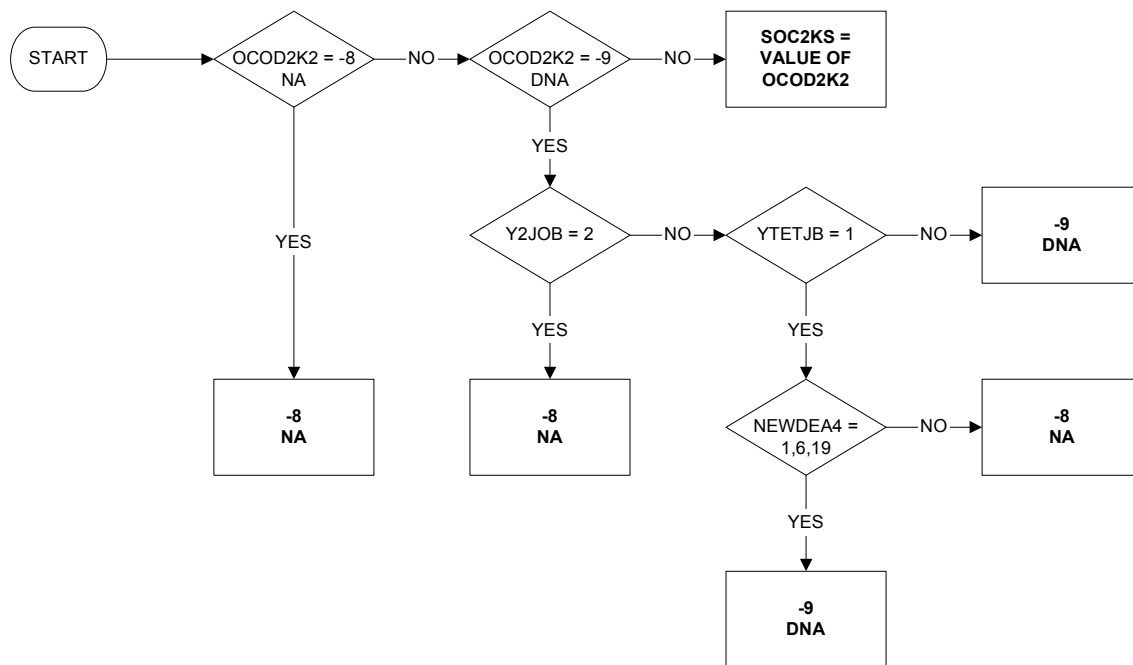 START
OCOD2K2 = -8
NA
NO
OCOD2K2 = -9
DNA
NO
SOC2KS =
VALUE OF
OCOD2K2
YES
YES
Y2JOB = 2
NO
YTETJB = 1
NO
-9
DNA
YES
YES
-8
NA
-8
NA
NEWDEA4 =
1,6,19
NO
-8
NA
YES
-9
DNA